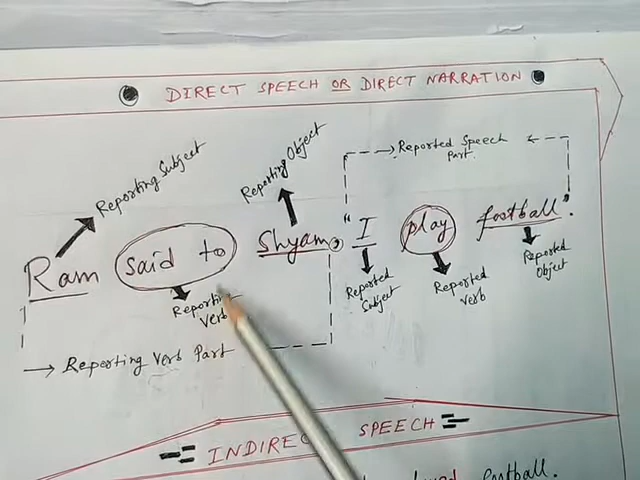 DIRECT SPEECH OR DIRECT NARRATION
Reporting Subject
Reporting Object
Reported Speech
Part.
Ram said to Shyam, "I play football".
Reporting
Verb
Reported
Subject
Reported
Verb
Reported
Object
Reporting Verb Part
INDIRECT SPEECH
football.